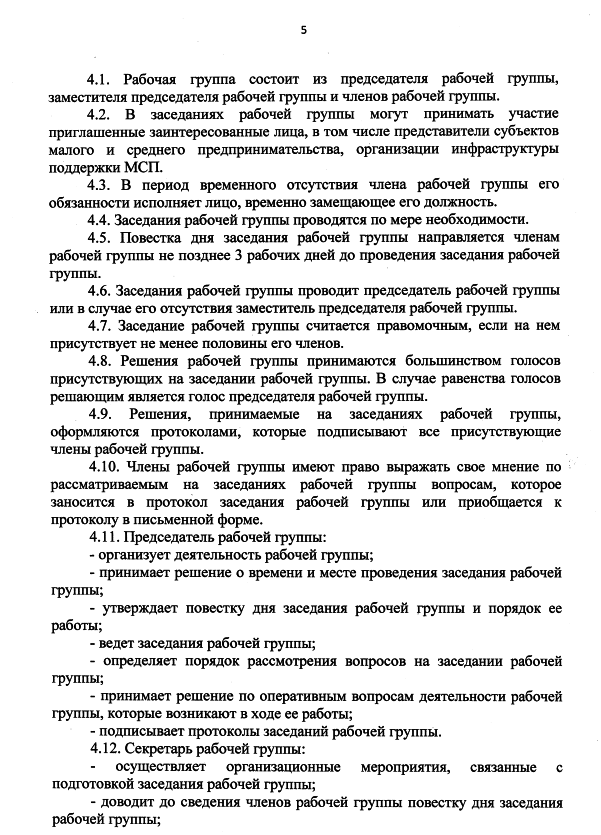 5
4.1. Рабочая группа состоит из председателя рабочей группы,
заместителя председателя рабочей группы и членов рабочей группы.
4.2. В заседаниях рабочей группы могут принимать участие
приглашенные заинтересованные лица, в том числе представители субъектов
малого и среднего предпринимательства, организации инфраструктуры
поддержки МСП.
4.3. В период временного отсутствия члена рабочей группы его
обязанности исполняет лицо, временно замещающее его должность.
4.4. Заседания рабочей группы проводятся по мере необходимости.
4.5. Повестка дня заседания рабочей группы направляется членам
рабочей группы не позднее 3 рабочих дней до проведения заседания рабочей
группы.
4.6. Заседания рабочей группы проводит председатель рабочей группы
или в случае его отсутствия заместитель председателя рабочей группы.
4.7. Заседание рабочей группы считается правомочным, если на нем
присутствует не менее половины его членов.
4.8. Решения рабочей группы принимаются большинством голосов
присутствующих на заседании рабочей группы. В случае равенства голосов
решающим является голос председателя рабочей группы.
4.9. Решения, принимаемые на заседаниях рабочей группы,
оформляются протоколами, которые подписывают все присутствующие
члены рабочей группы.
4.10. Члены рабочей группы имеют право выражать свое мнение по
рассматриваемым на заседаниях рабочей группы вопросам, которое
заносится в протокол заседания рабочей группы или приобщается к
протоколу в письменной форме.
4.11. Председатель рабочей группы:
- организует деятельность рабочей группы;
- принимает решение о времени и месте проведения заседания рабочей
группы;
- утверждает повестку дня заседания рабочей группы и порядок ее
работы;
- ведет заседания рабочей группы;
- определяет порядок рассмотрения вопросов на заседании рабочей
группы;
- принимает решение по оперативным вопросам деятельности рабочей
группы, которые возникают в ходе ее работы;
- подписывает протоколы заседаний рабочей группы.
4.12. Секретарь рабочей группы:
- осуществляет организационные мероприятия, связанные с
подготовкой заседания рабочей группы;
- доводит до сведения членов рабочей группы повестку дня заседания
рабочей группы;